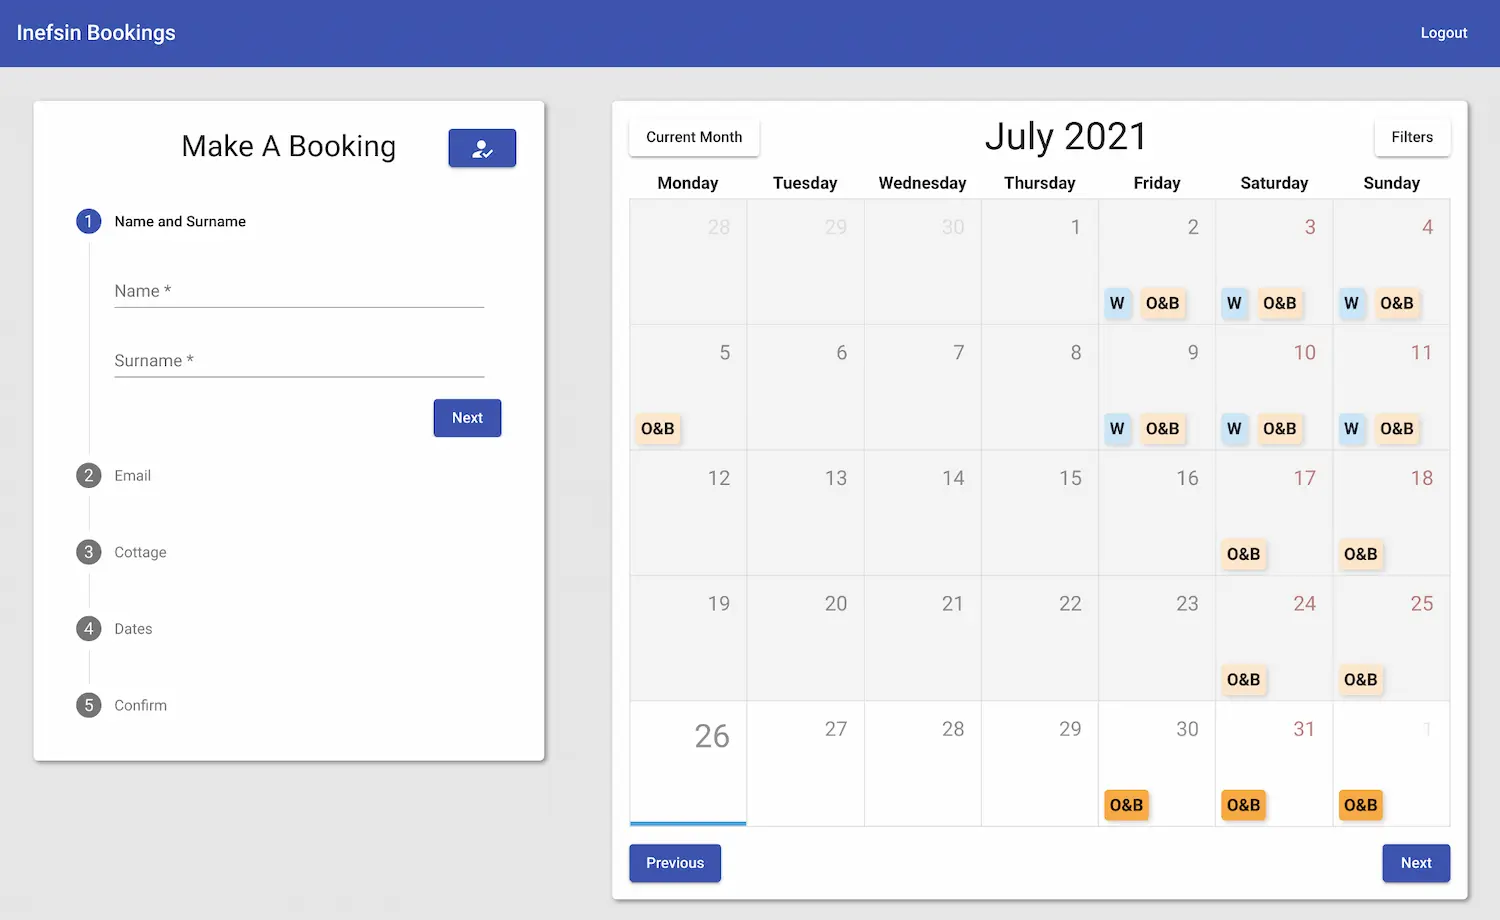 Inefsin Bookings
Logout
Make A Booking
1 Name and Surname
Name *
Surname *
Next
2 Email
3 Cottage
4 Dates
5 Confirm
Current Month
July 2021
Filters
Monday Tuesday Wednesday Thursday Friday Saturday Sunday
28 29 30 1 2 3 4
W O&B W O&B W O&B
5 6 7 8 9 10 11
O&B W O&B W O&B W O&B
12 13 14 15 16 17 18
O&B O&B
19 20 21 22 23 24 25
O&B O&B
26 27 28 29 30 31 1
O&B O&B O&B
Previous
Next